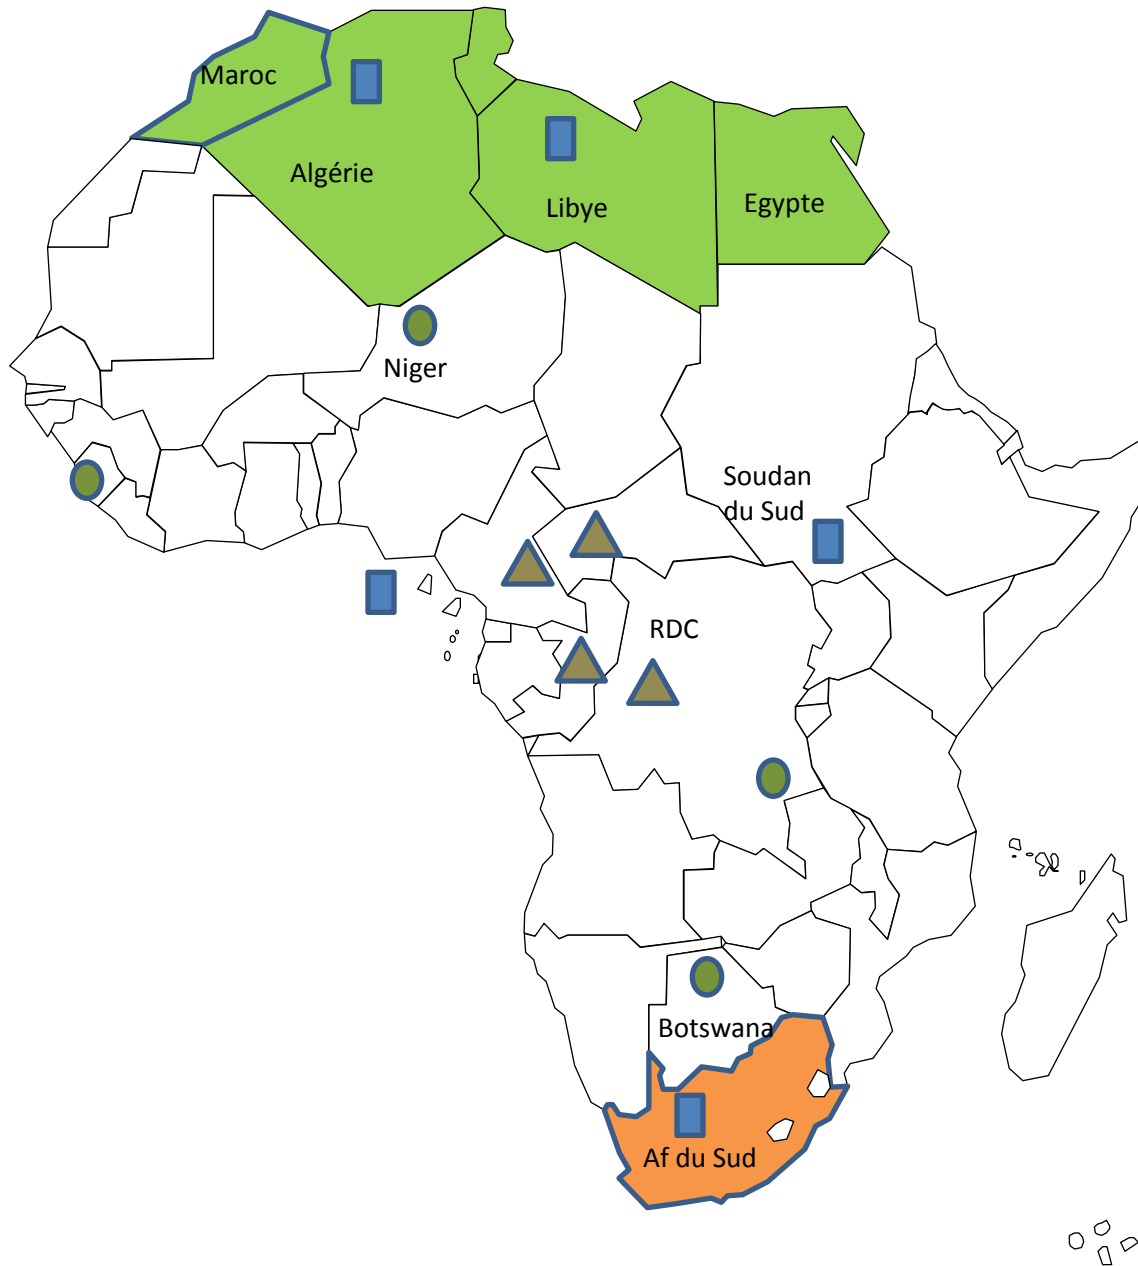 Maroc
Algérie
Libye
Egypte
Niger
Soudan
du Sud
RDC
Botswana
Af du Sud